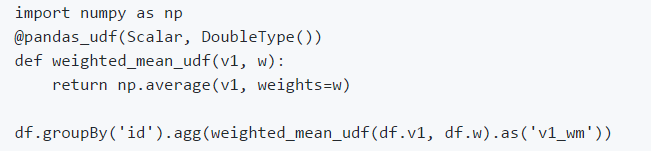 import numpy as np
@pandas_udf(Scalar, DoubleType())
def weighted_mean_udf(v1, w):
    return np.average(v1, weights=w)

df.groupBy('id').agg(weighted_mean_udf(df.v1, df.w).as('v1_wm'))